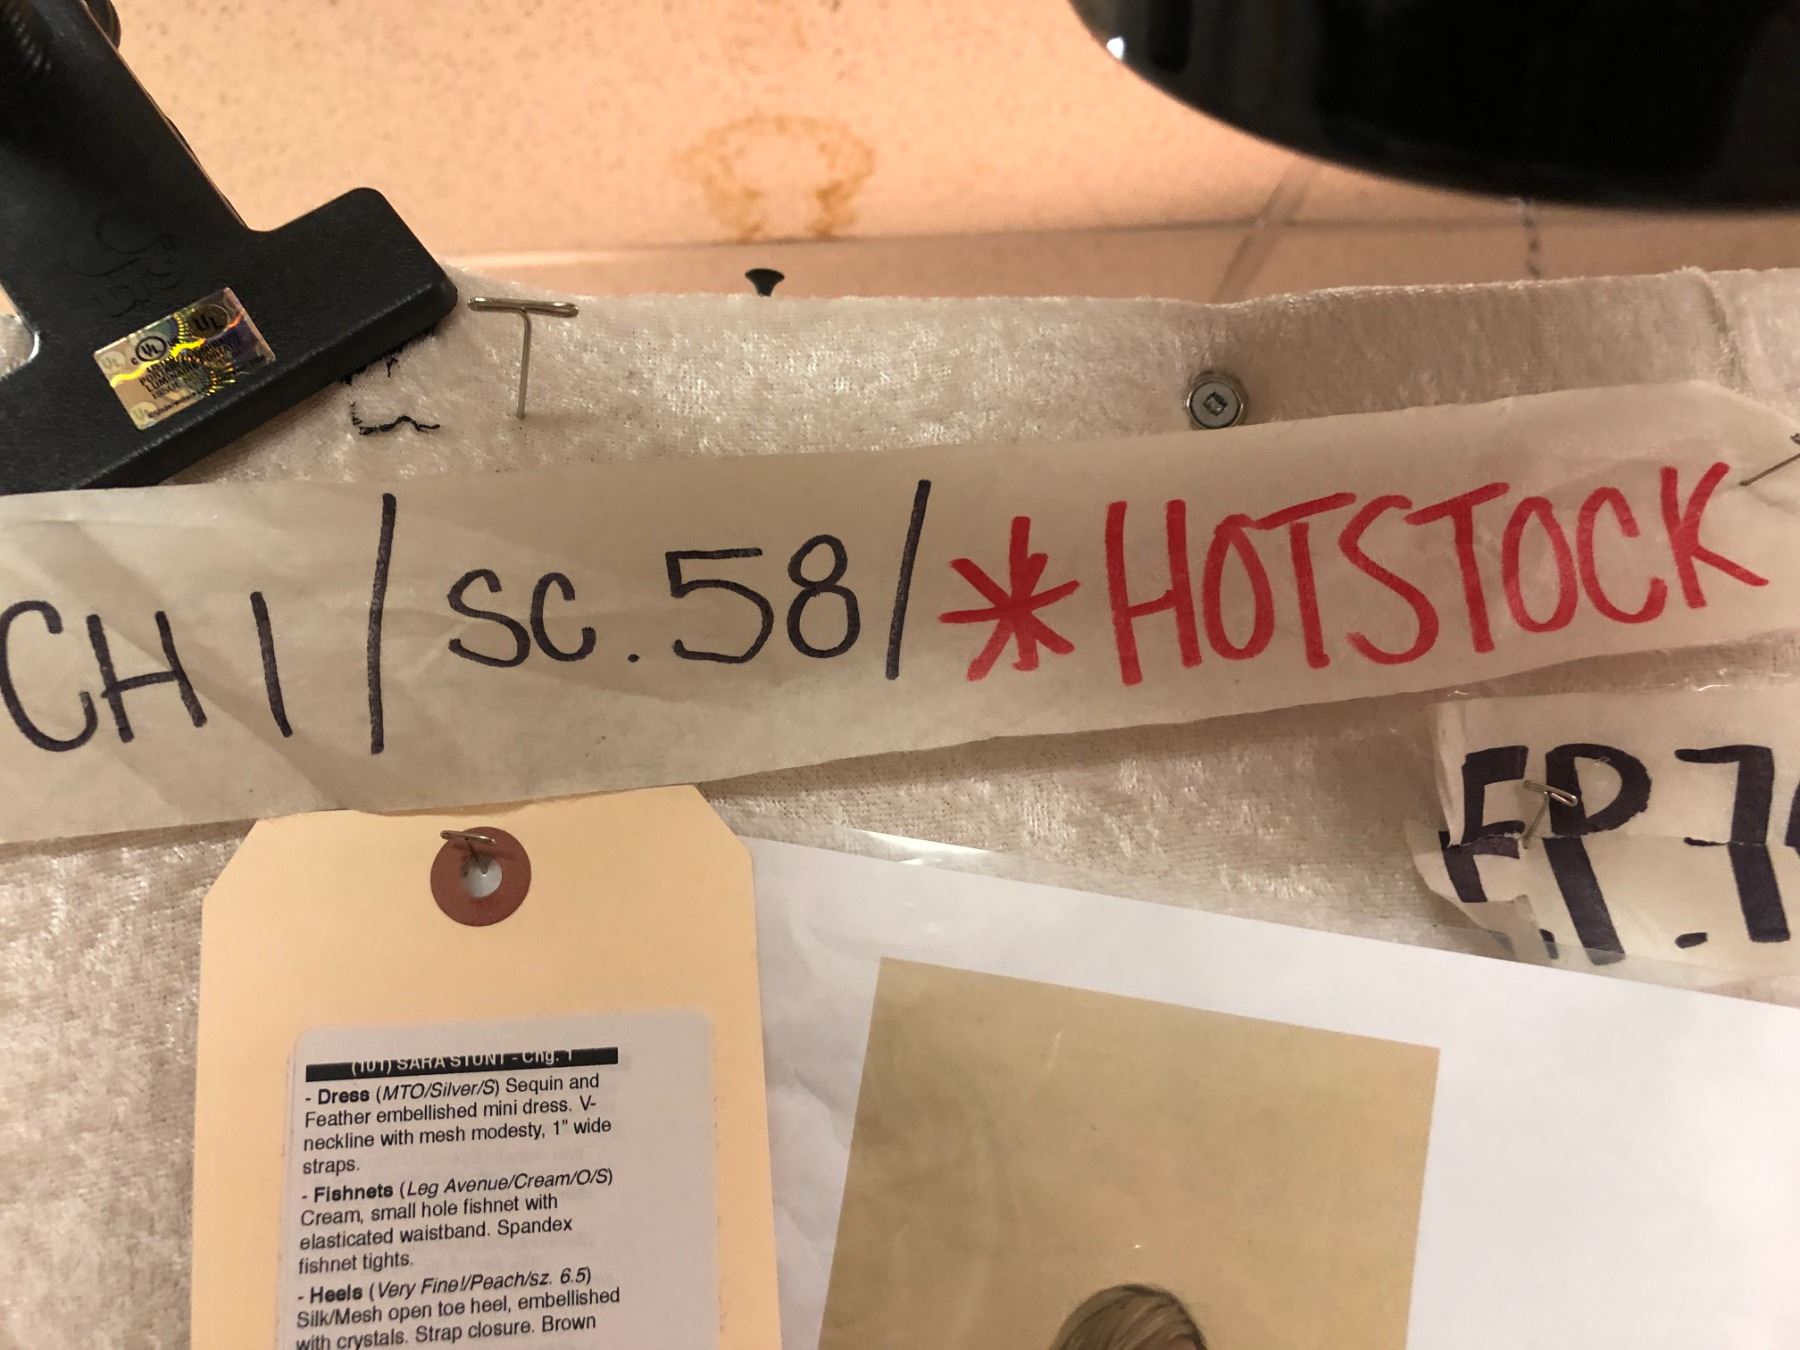 CH 1 / SC. 58 / *HOTSTOCK
EP. 7
(101) SARA STUNT - Chg. 1
- Dress (MTO/Silver/S) Sequin and
Feather embellished mini dress. V-
neckline with mesh modesty, 1" wide
straps.
- Fishnets (Leg Avenue/Cream/O/S)
Cream, small hole fishnet with
elasticated waistband. Spandex
fishnet tights.
- Heels (Very Fine!/Peach/sz. 6.5)
Silk/Mesh open toe heel, embellished
with crystals. Strap closure. Brown